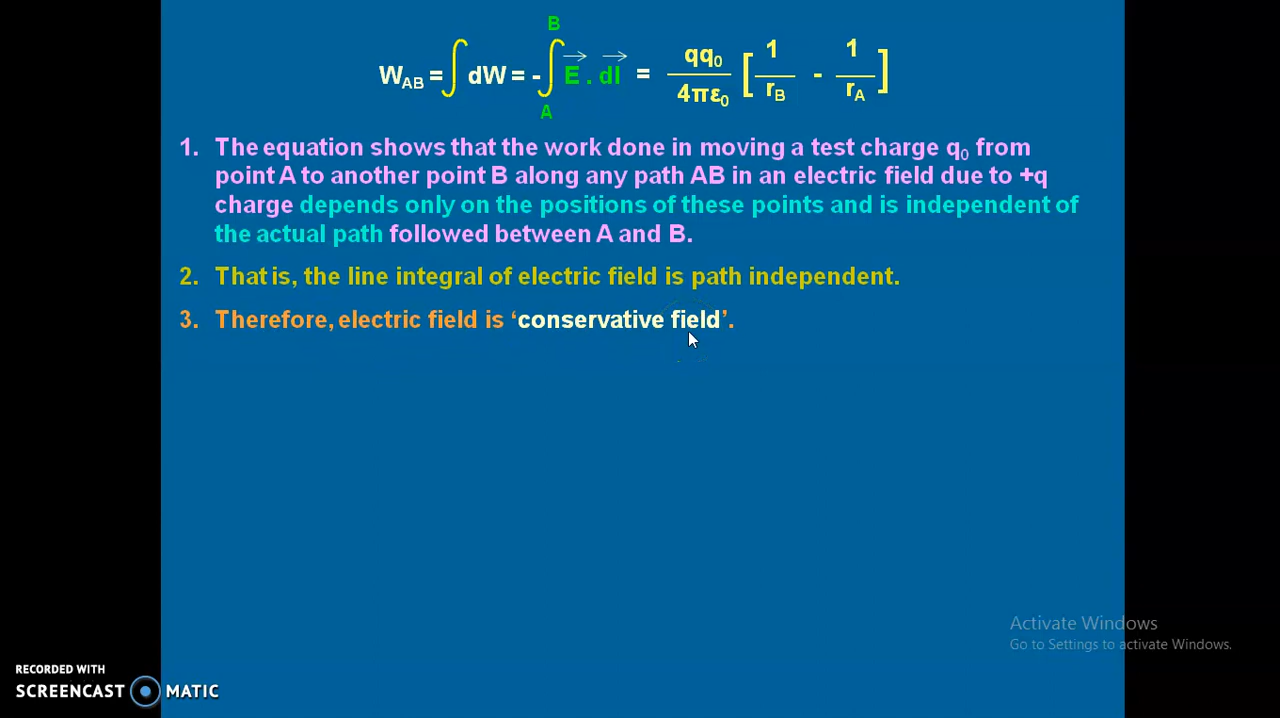 B
W_AB = ∫ dW = - ∫ E . dl = qq₀ / 4πε₀ [ 1 / r_B - 1 / r_A ]
A
1. The equation shows that the work done in moving a test charge q₀ from
point A to another point B along any path AB in an electric field due to +q
charge depends only on the positions of these points and is independent of
the actual path followed between A and B.
2. That is, the line integral of electric field is path independent.
3. Therefore, electric field is ‘conservative field’.
Activate Windows
Go to Settings to activate Windows.
RECORDED WITH
SCREENCAST MATIC